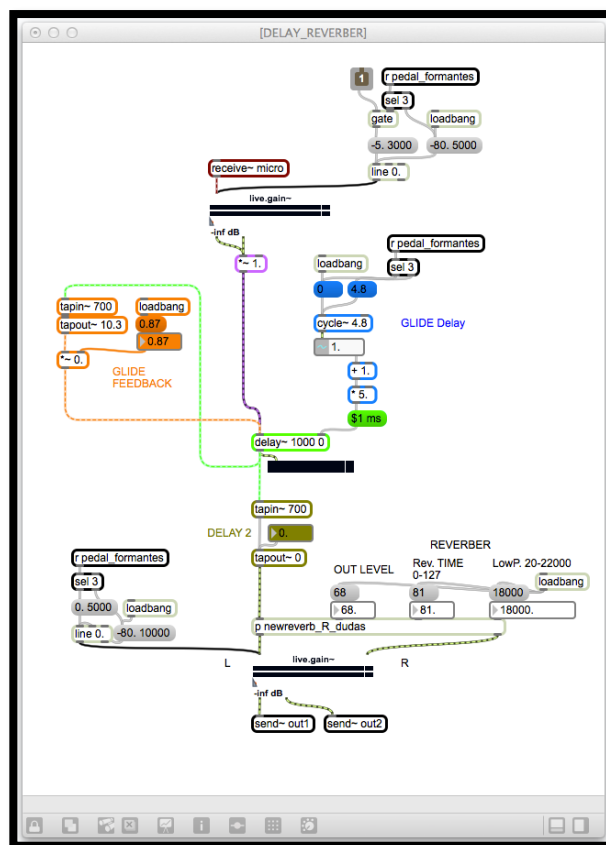 [DELAY_REVERBER]
1
r pedal_formantes
sel 3
gate
loadbang
-5. 3000
-80. 5000
receive~ micro
line 0.
live.gain~
-inf dB
*~ 1.
r pedal_formantes
loadbang
sel 3
0
4.8
cycle~ 4.8
GLIDE Delay
1.
+ 1.
* 5.
$1 ms
tapin~ 700
loadbang
tapout~ 10.3
0.87
0.87
*~ 0.
GLIDE
FEEDBACK
delay~ 1000 0
tapin~ 700
DELAY 2
0.
tapout~ 0
REVERBER
OUT LEVEL
Rev. TIME
0-127
LowP. 20-22000
loadbang
68
81
18000
68.
81.
18000.
r pedal_formantes
sel 3
0. 5000
loadbang
line 0.
-80. 10000
p newreverb_R_dudas
L
live.gain~
R
-inf dB
send~ out1
send~ out2